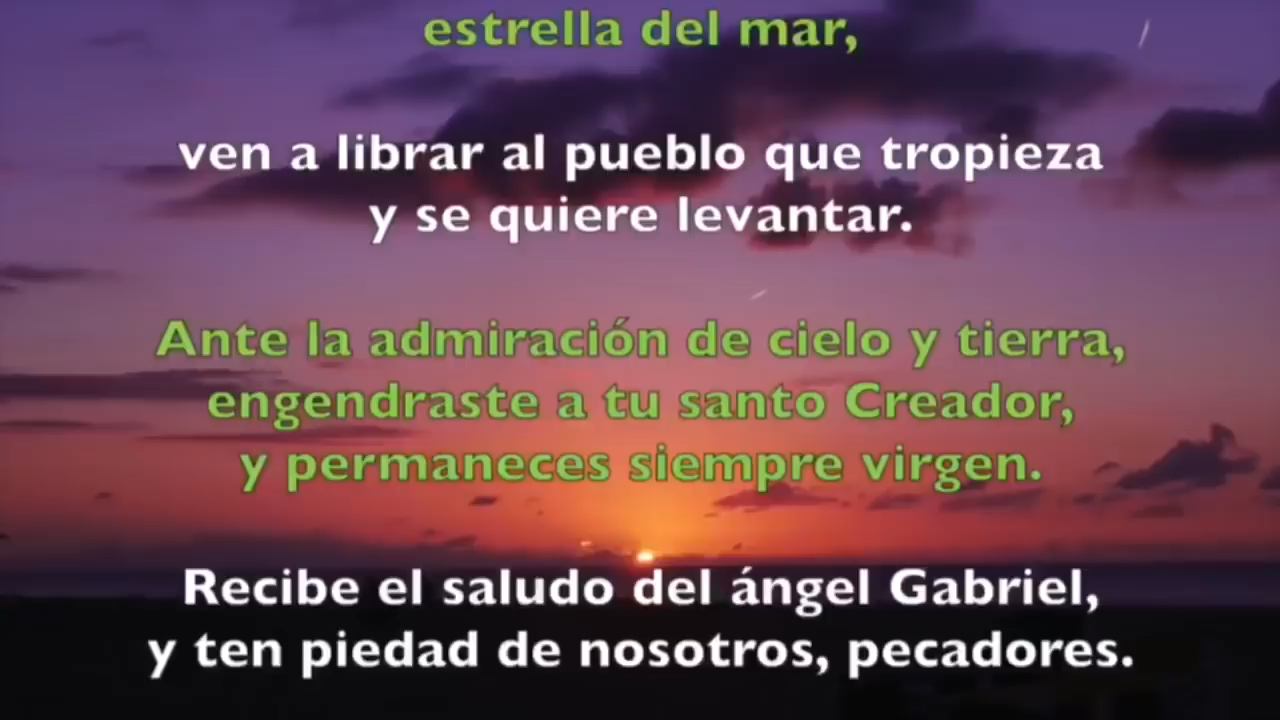 estrella del mar,
ven a librar al pueblo que tropieza
y se quiere levantar.
Ante la admiración de cielo y tierra,
engendraste a tu santo Creador,
y permaneces siempre virgen.
Recibe el saludo del ángel Gabriel,
y ten piedad de nosotros, pecadores.